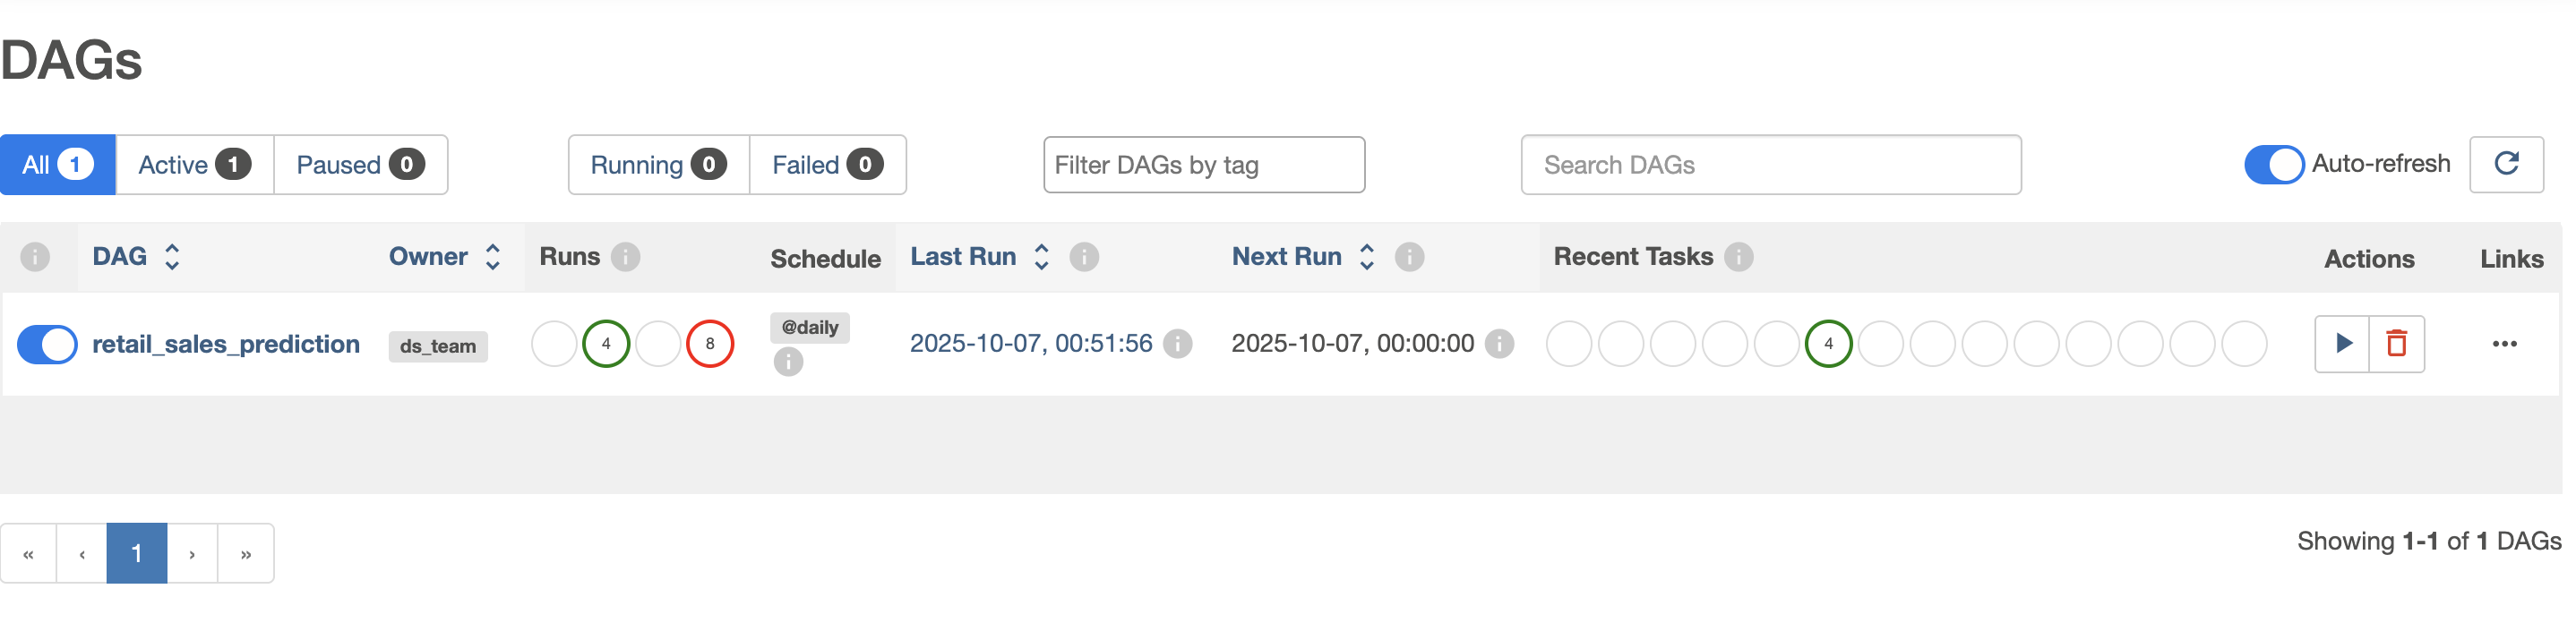 DAGs
All 1 Active 1 Paused 0 Running 0 Failed 0 Filter DAGs by tag Search DAGs Auto-refresh
i DAG Owner Runs i Schedule Last Run i Next Run i Recent Tasks i Actions Links
retail_sales_prediction ds_team 4 8 @daily i 2025-10-07, 00:51:56 i 2025-10-07, 00:00:00 i 4 •••
« ‹ 1 › » Showing 1-1 of 1 DAGs